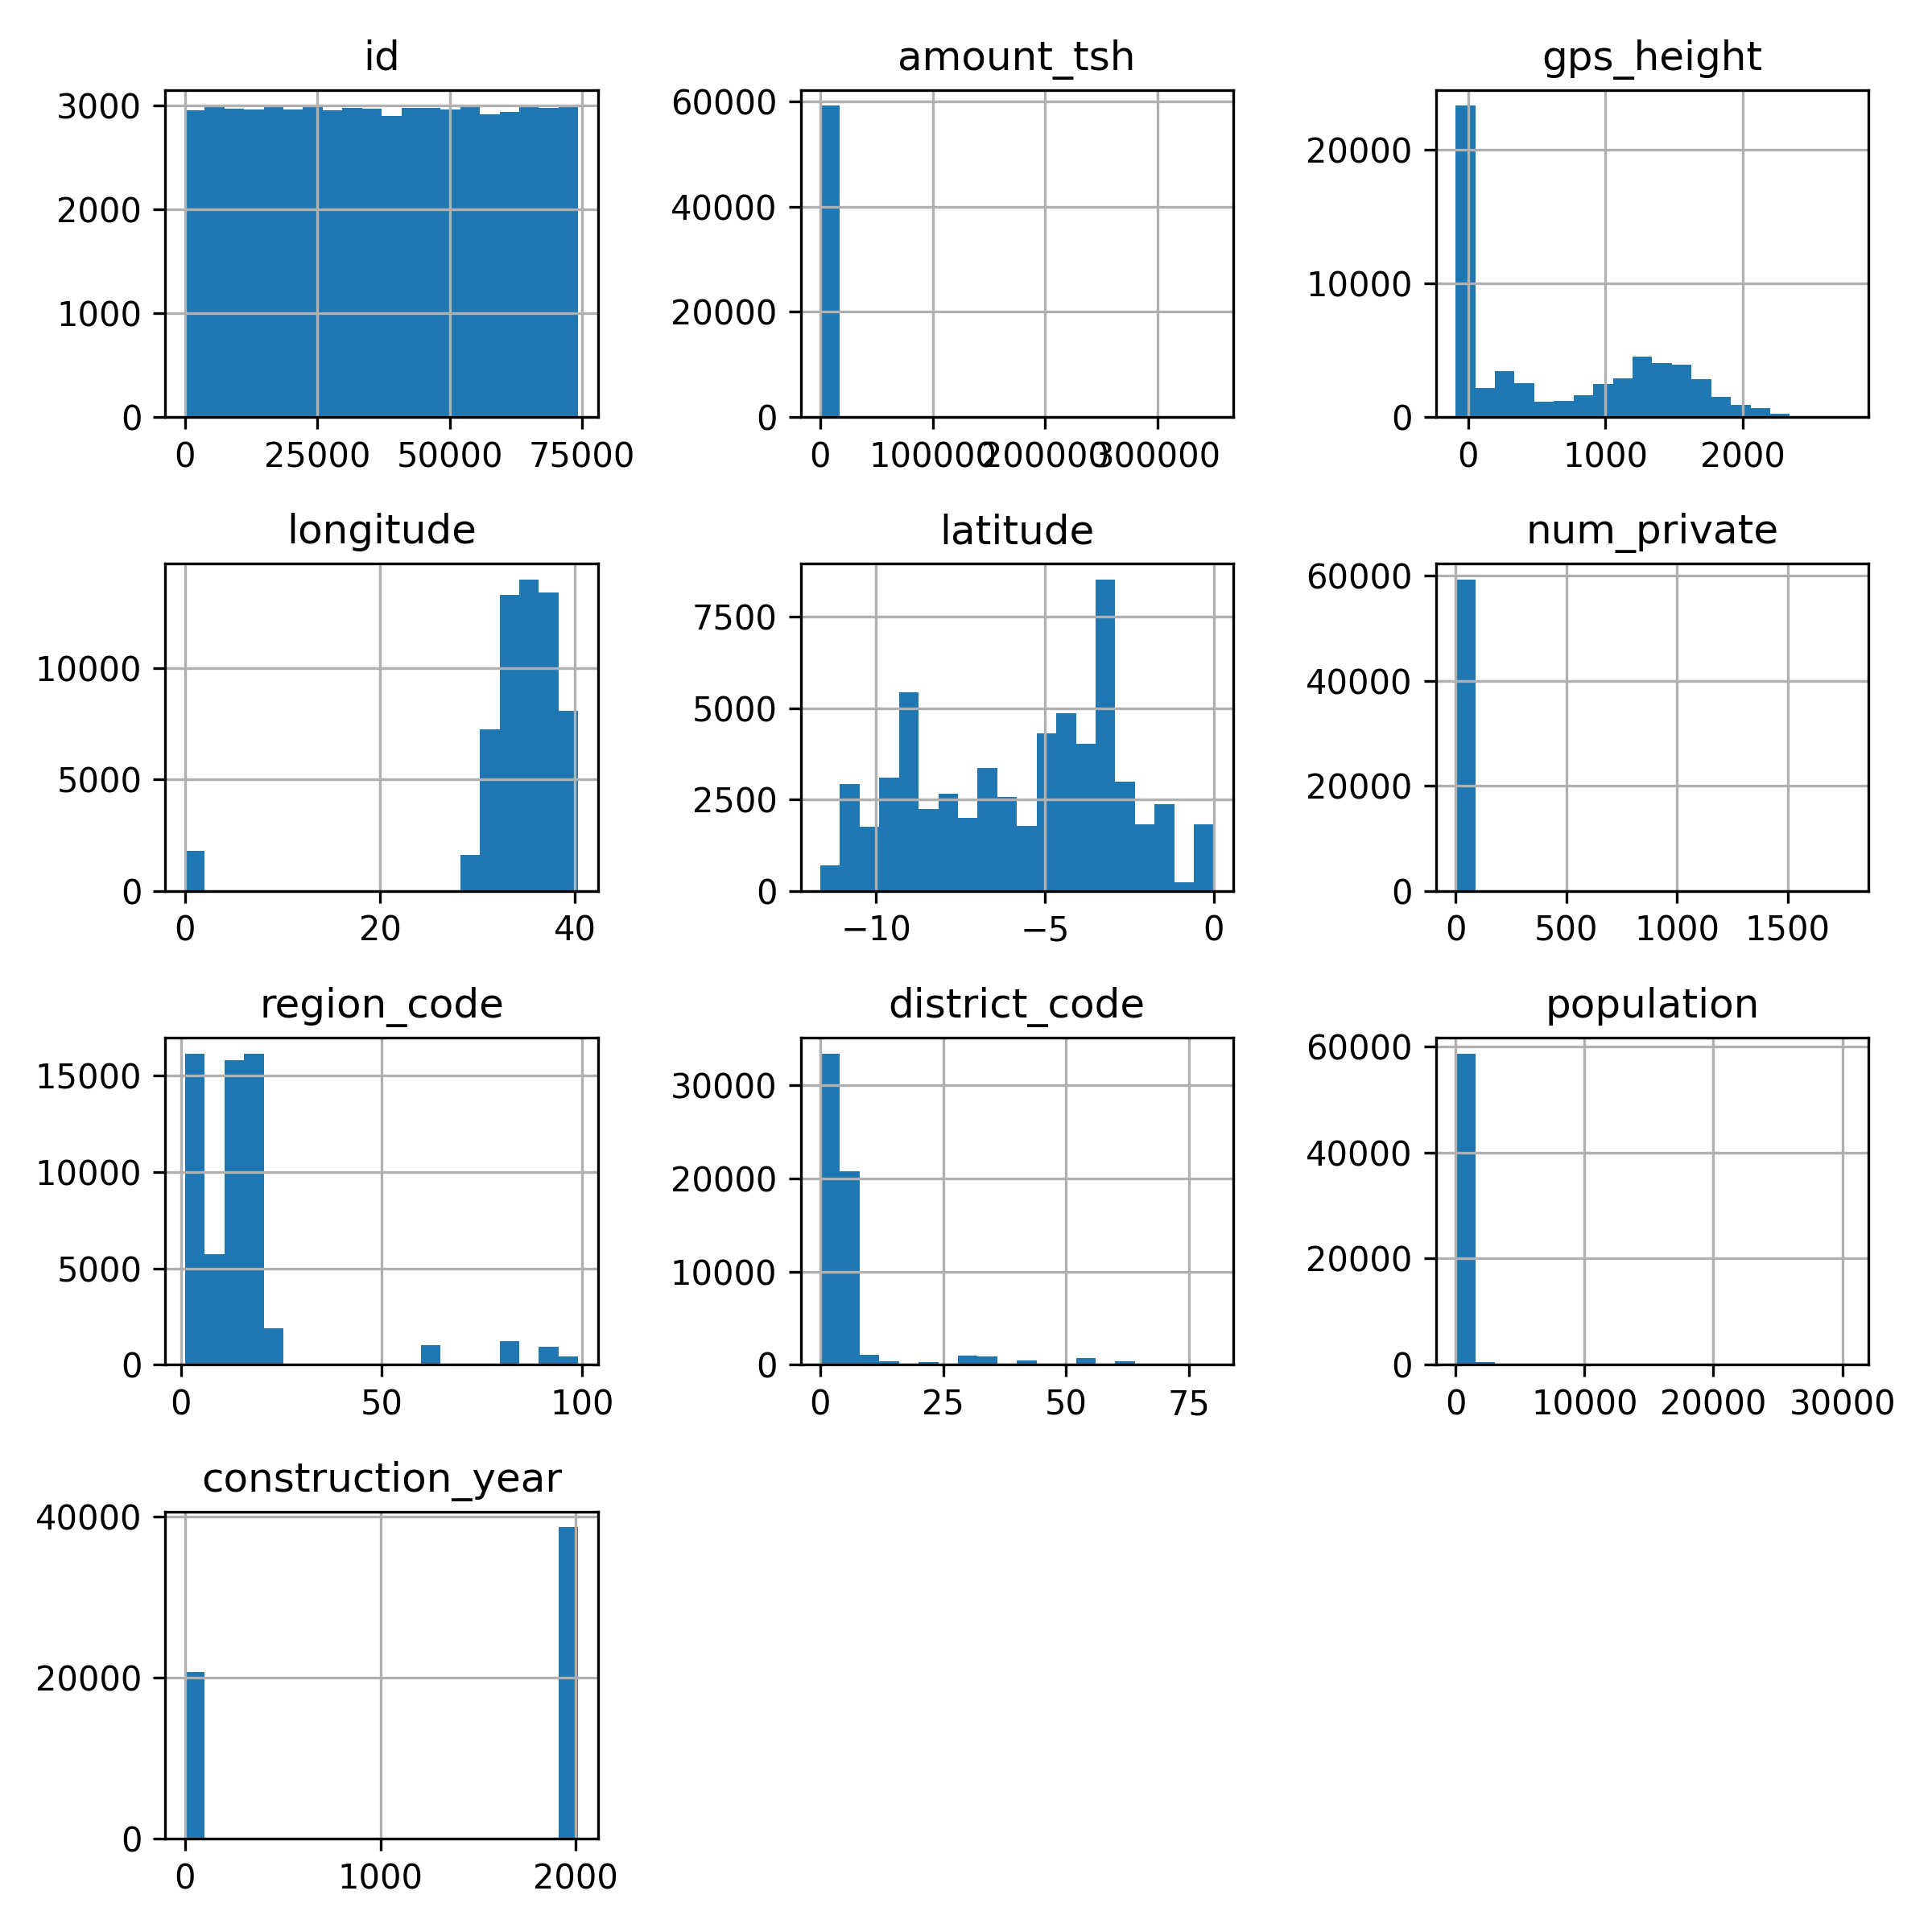 id
3000
2000
1000
0
0 25000 50000 75000
amount_tsh
60000
40000
20000
0
0 100000 200000 300000
gps_height
20000
10000
0
0 1000 2000
longitude
10000
5000
0
0 20 40
latitude
7500
5000
2500
0
−10 −5 0
num_private
60000
40000
20000
0
0 500 1000 1500
region_code
15000
10000
5000
0
0 50 100
district_code
30000
20000
10000
0
0 25 50 75
population
60000
40000
20000
0
0 10000 20000 30000
construction_year
40000
20000
0
0 1000 2000